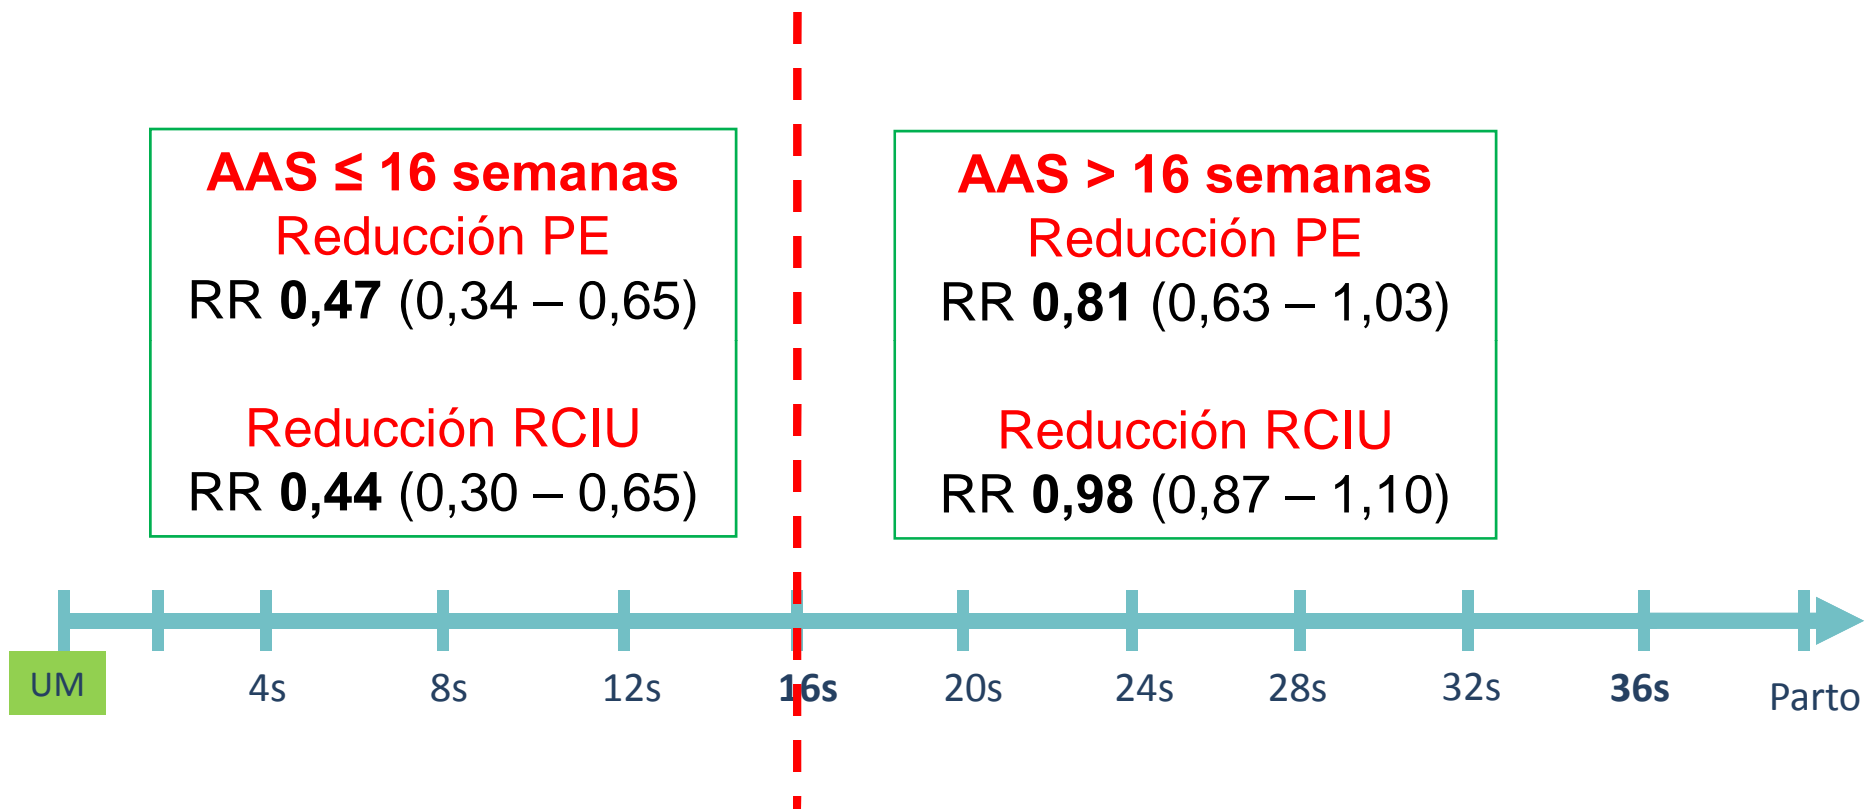 AAS ≤ 16 semanas
Reducción PE
RR 0,47 (0,34 – 0,65)
Reducción RCIU
RR 0,44 (0,30 – 0,65)
AAS > 16 semanas
Reducción PE
RR 0,81 (0,63 – 1,03)
Reducción RCIU
RR 0,98 (0,87 – 1,10)
UM 4s 8s 12s 16s 20s 24s 28s 32s 36s Parto